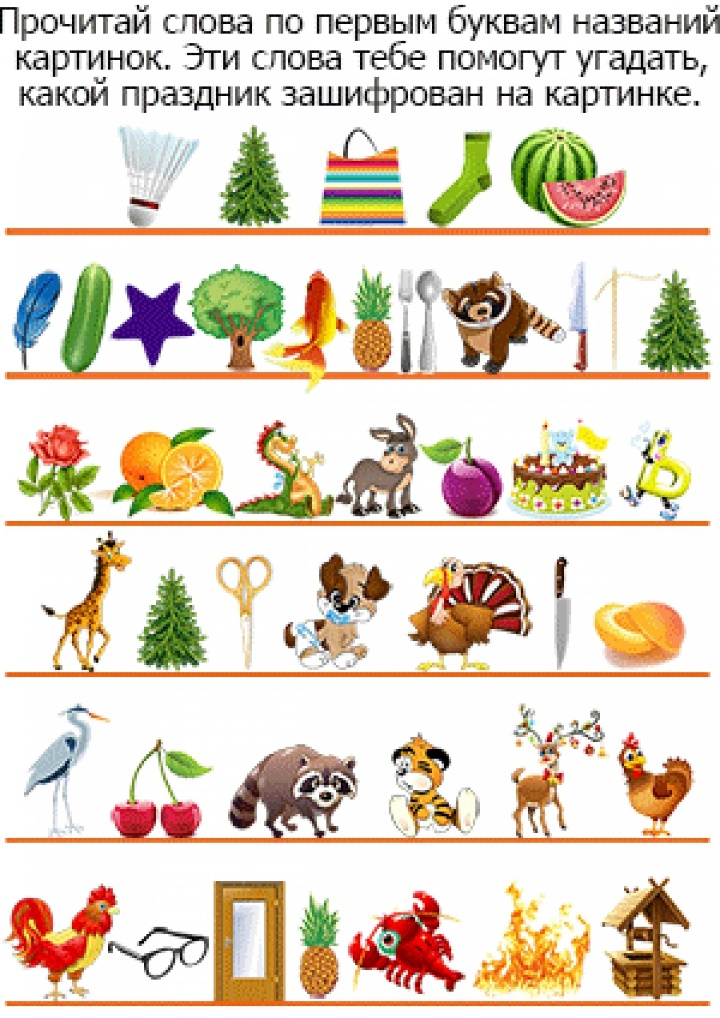 Прочитай слова по первым буквам названий
картинок. Эти слова тебе помогут угадать,
какой праздник зашифрован на картинке.